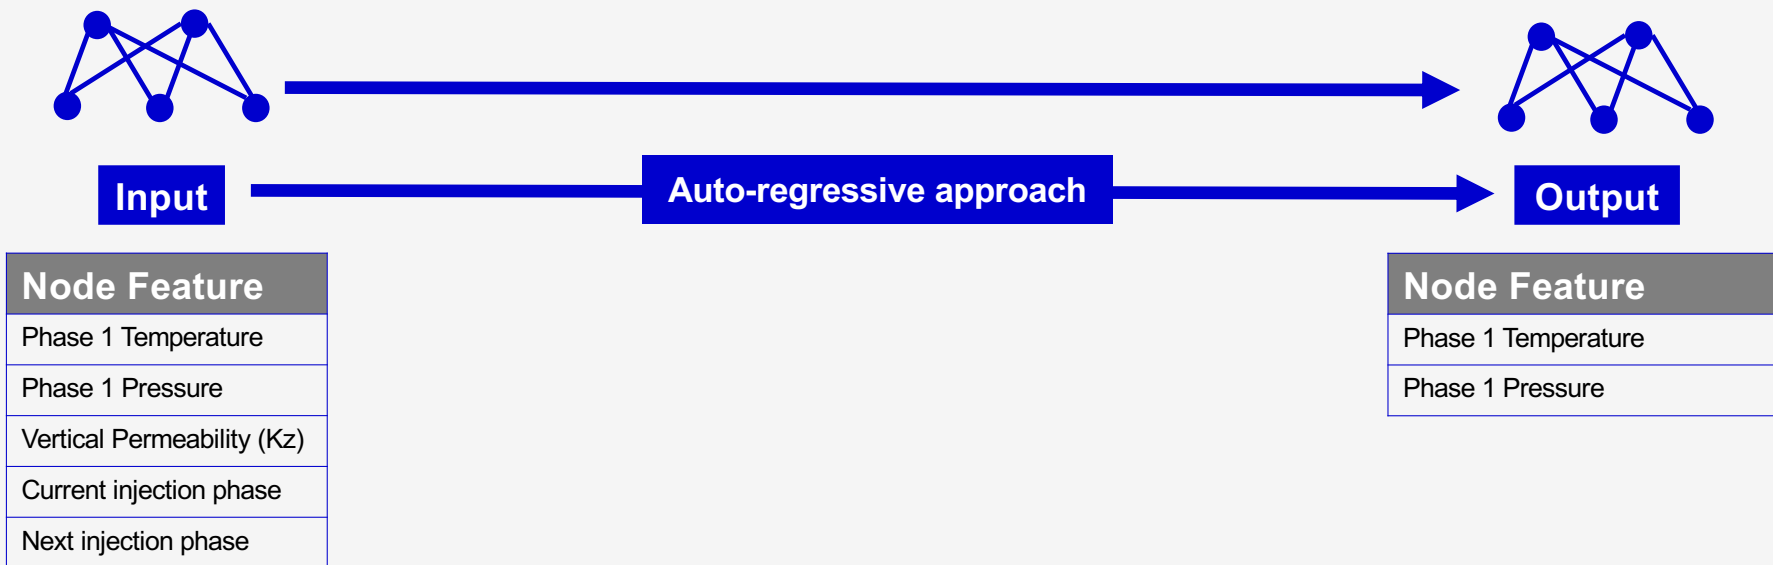 Input
Auto-regressive approach
Output
Node Feature
Phase 1 Temperature
Phase 1 Pressure
Vertical Permeability (Kz)
Current injection phase
Next injection phase
Node Feature
Phase 1 Temperature
Phase 1 Pressure